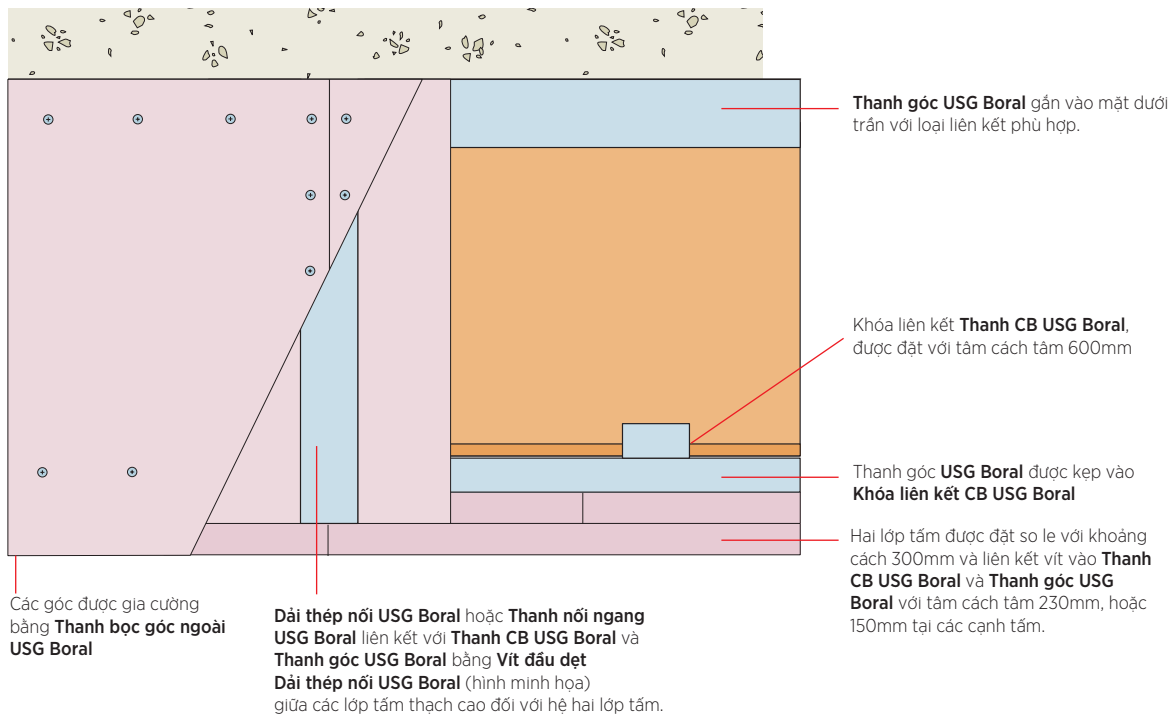 Thanh góc USG Boral gắn vào mặt dưới
trần với loại liên kết phù hợp.
Khóa liên kết Thanh CB USG Boral,
được đặt với tâm cách tâm 600mm
Thanh góc USG Boral được kẹp vào
Khóa liên kết CB USG Boral
Hai lớp tấm được đặt so le với khoảng
cách 300mm và liên kết vít vào Thanh
CB USG Boral và Thanh góc USG
Boral với tâm cách tâm 230mm, hoặc
150mm tại các cạnh tấm.
Các góc được gia cường
bằng Thanh bọc góc ngoài
USG Boral
Dải thép nối USG Boral hoặc Thanh nối ngang
USG Boral liên kết với Thanh CB USG Boral và
Thanh góc USG Boral bằng Vít đầu dẹt
Dải thép nối USG Boral (hình minh họa)
giữa các lớp tấm thạch cao đối với hệ hai lớp tấm.